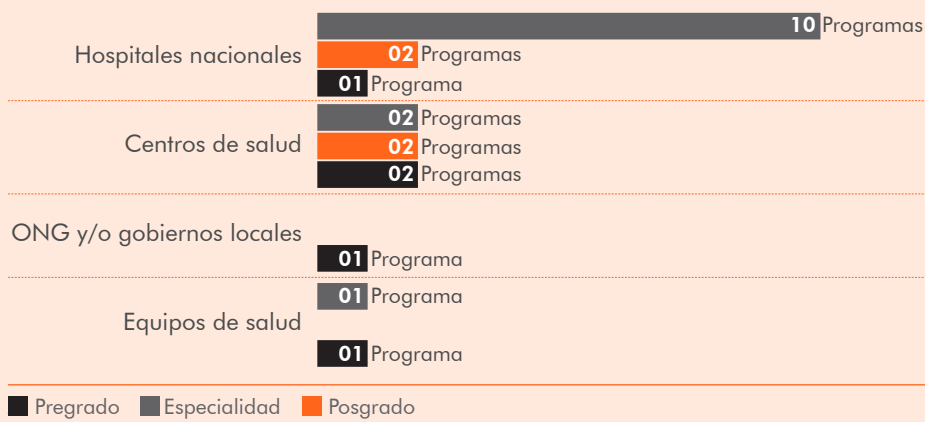 10 Programas
Hospitales nacionales
02 Programas
01 Programa
02 Programas
Centros de salud
02 Programas
02 Programas
ONG y/o gobiernos locales
01 Programa
01 Programa
Equipos de salud
01 Programa
Pregrado Especialidad Posgrado